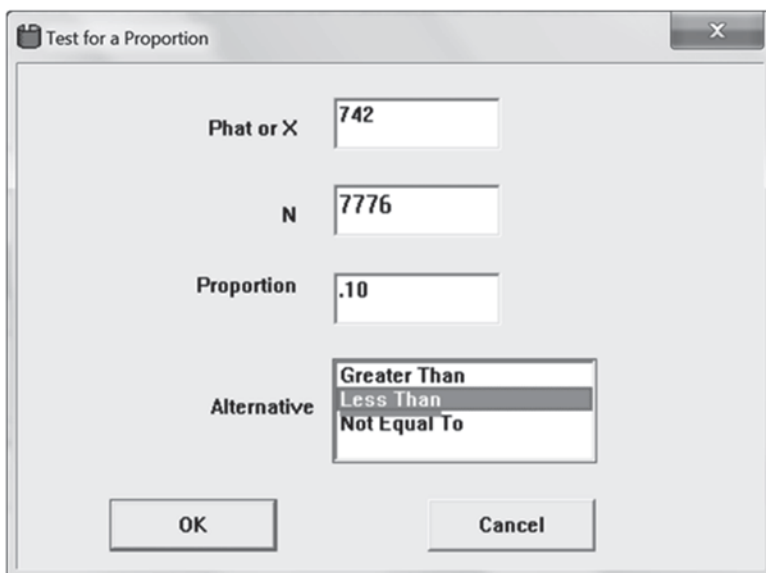 Test for a Proportion
x
Phat or X
742
N
7776
Proportion
.10
Alternative
Greater Than
Less Than
Not Equal To
OK
Cancel